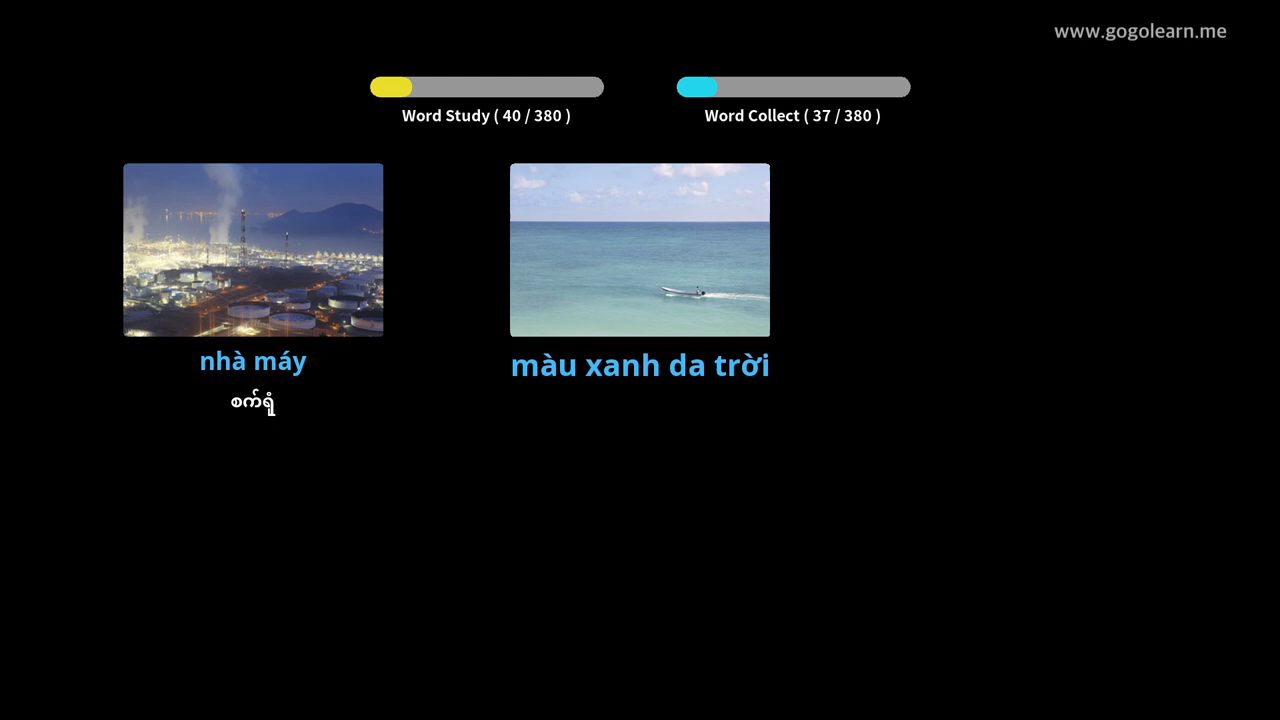 www.gogolearn.me
Word Study ( 40 / 380 )
Word Collect ( 37 / 380 )
nhà máy
màu xanh da trời
စက်ရုံ